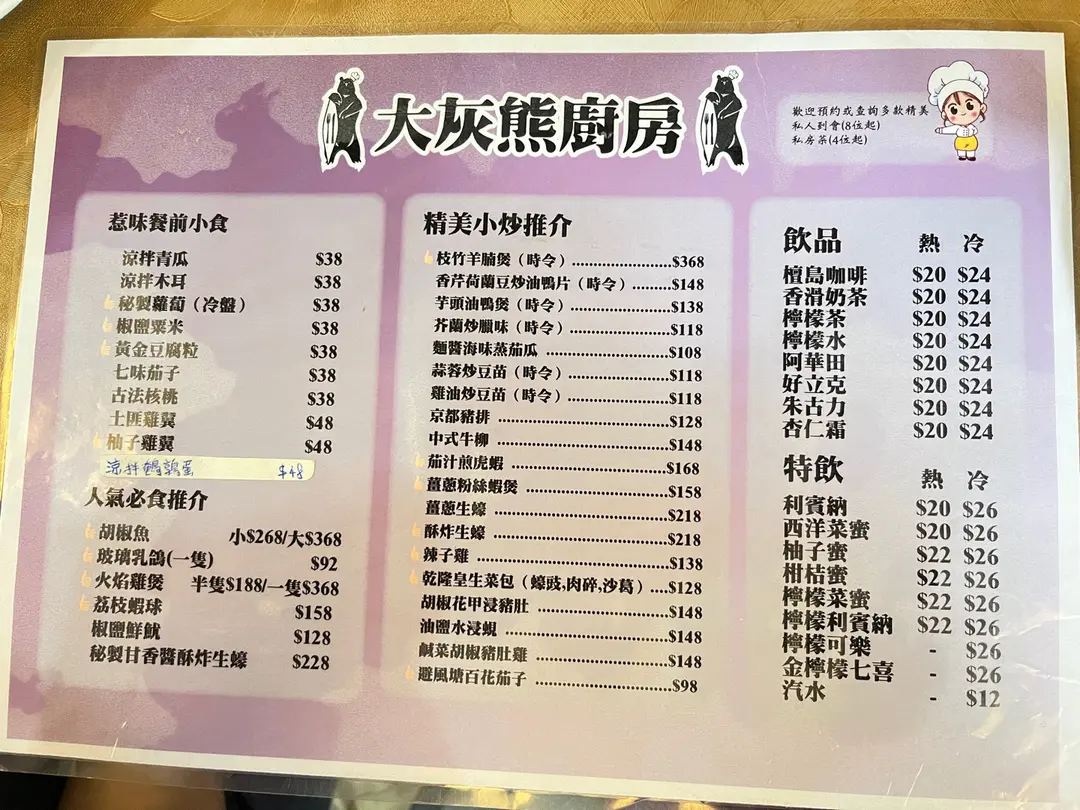 大灰熊廚房
歡迎預約或查詢多款精美
私人到會(8位起)
私房菜(4位起)
惹味餐前小食
涼拌青瓜 $38
涼拌木耳 $38
秘製蘿蔔（冷盤） $38
椒鹽粟米 $38
黃金豆腐粒 $38
七味茄子 $38
古法核桃 $38
土匪雞翼 $48
柚子雞翼 $48
涼拌鵪鶉蛋 $48
人氣必食推介
胡椒魚 小$268/大$368
玻璃乳鴿(一隻) $92
火焰雞煲 半隻$188/一隻$368
荔枝蝦球 $158
椒鹽鮮魷 $128
秘製甘香醬酥炸生蠔 $228
精美小炒推介
枝竹羊腩煲（時令）$368
香芹荷蘭豆炒油鴨片（時令）$148
芋頭油鴨煲（時令）$138
芥蘭炒臘味（時令）$118
麵醬海味蒸茄瓜 $108
蒜蓉炒豆苗（時令）$118
雞油炒豆苗（時令）$118
京都豬排 $128
中式牛柳 $148
茄汁煎虎蝦 $168
薑蔥粉絲蝦煲 $158
薑蔥生蠔 $218
酥炸生蠔 $218
辣子雞 $138
乾隆皇生菜包（蠔豉,肉碎,沙葛）$128
胡椒花甲浸豬肚 $148
油鹽水浸蜆 $148
鹹菜胡椒豬肚雞 $148
避風塘百花茄子 $98
飲品 熱 冷
檀島咖啡 $20 $24
香滑奶茶 $20 $24
檸檬茶 $20 $24
檸檬水 $20 $24
阿華田 $20 $24
好立克 $20 $24
朱古力 $20 $24
杏仁霜 $20 $24
特飲 熱 冷
利賓納 $20 $26
西洋菜蜜 $20 $26
柚子蜜 $22 $26
柑桔蜜 $22 $26
檸檬菜蜜 $22 $26
檸檬利賓納 $22 $26
檸檬可樂 - $26
金檸檬七喜 - $26
汽水 - $12